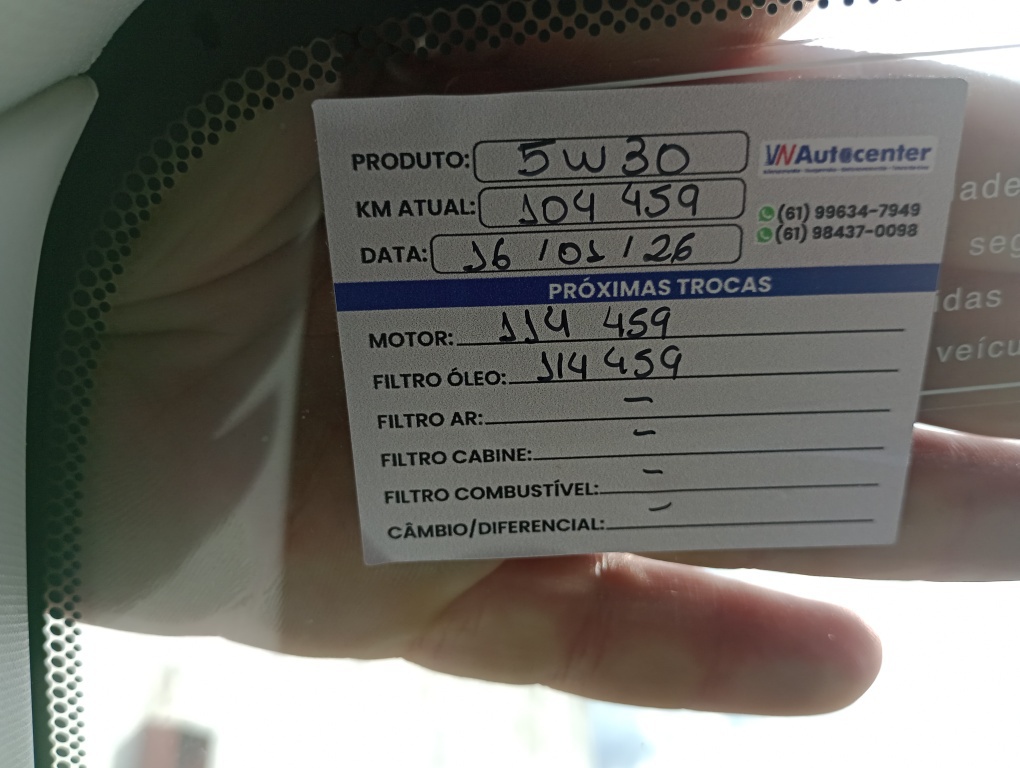 PRODUTO: 5W30
VN Autocenter
KM ATUAL: 104 459
(61) 99634-7949
(61) 98437-0098
DATA: 16/01/26
PRÓXIMAS TROCAS
MOTOR: 114 459
FILTRO ÓLEO: 114 459
FILTRO AR: -
FILTRO CABINE: -
FILTRO COMBUSTÍVEL: -
CÂMBIO/DIFERENCIAL: -
ade
seg
idas
veícu